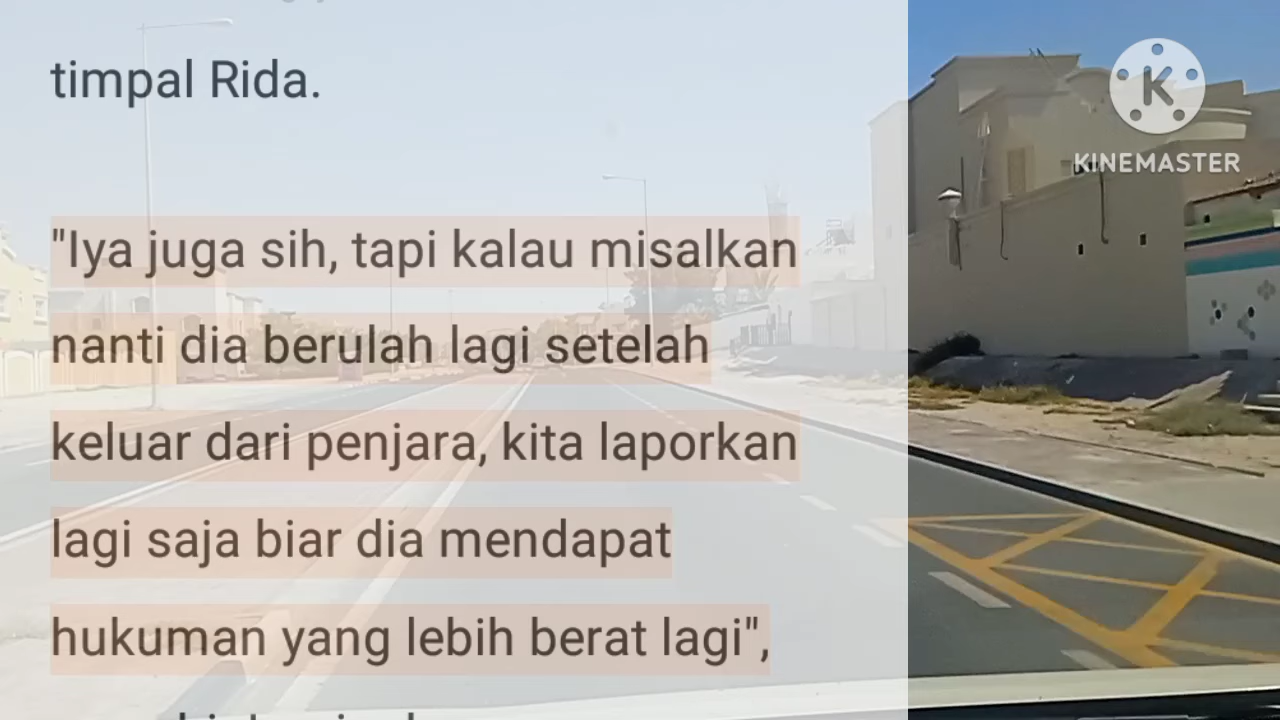 timpal Rida.
"Iya juga sih, tapi kalau misalkan
nanti dia berulah lagi setelah
keluar dari penjara, kita laporkan
lagi saja biar dia mendapat
hukuman yang lebih berat lagi",
KINEMASTER